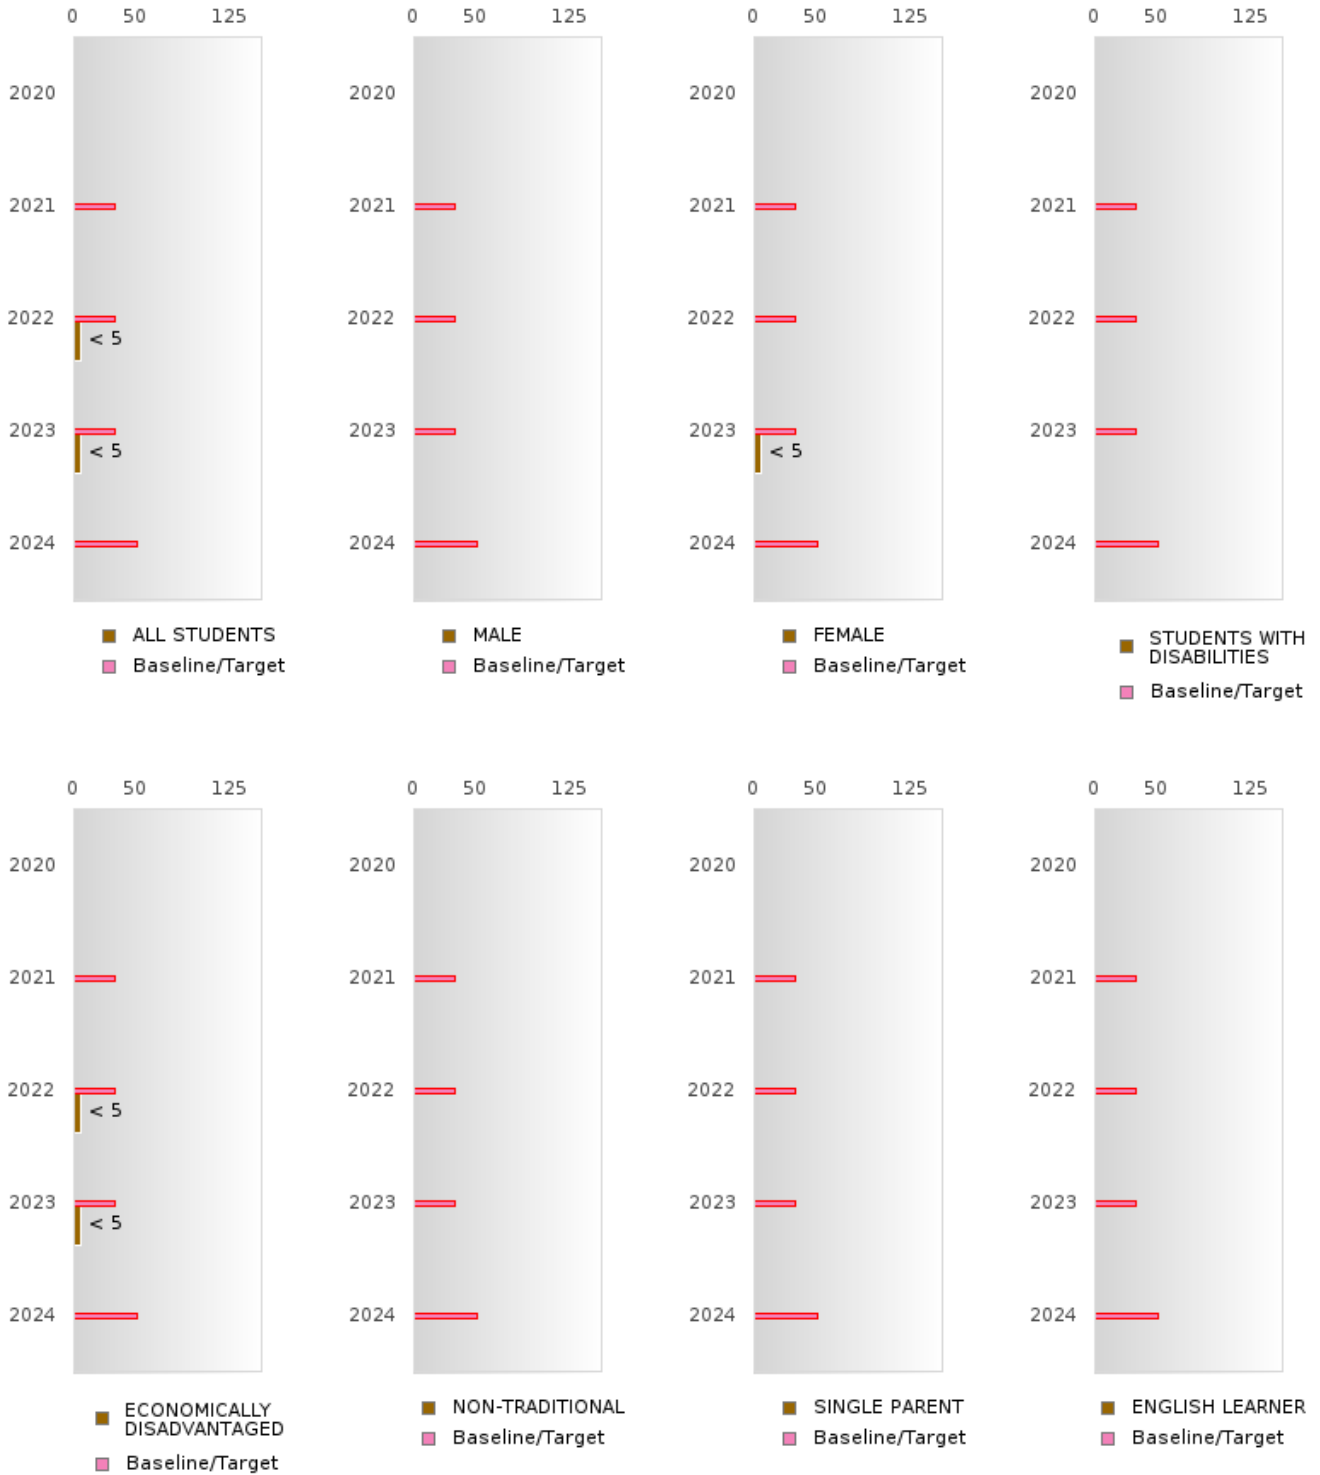 0 50 125 0 50 125 0 50 125 0 50 125
2020 2020 2020 2020
2021 2021 2021 2021
2022 2022 2022 2022
< 5
2023 2023 2023 2023
< 5 < 5
2024 2024 2024 2024
ALL STUDENTS MALE FEMALE STUDENTS WITH
DISABILITIES
Baseline/Target Baseline/Target Baseline/Target Baseline/Target
0 50 125 0 50 125 0 50 125 0 50 125
2020 2020 2020 2020
2021 2021 2021 2021
2022 2022 2022 2022
< 5
2023 2023 2023 2023
< 5
2024 2024 2024 2024
ECONOMICALLY NON-TRADITIONAL SINGLE PARENT ENGLISH LEARNER
DISADVANTAGED
Baseline/Target Baseline/Target Baseline/Target Baseline/Target